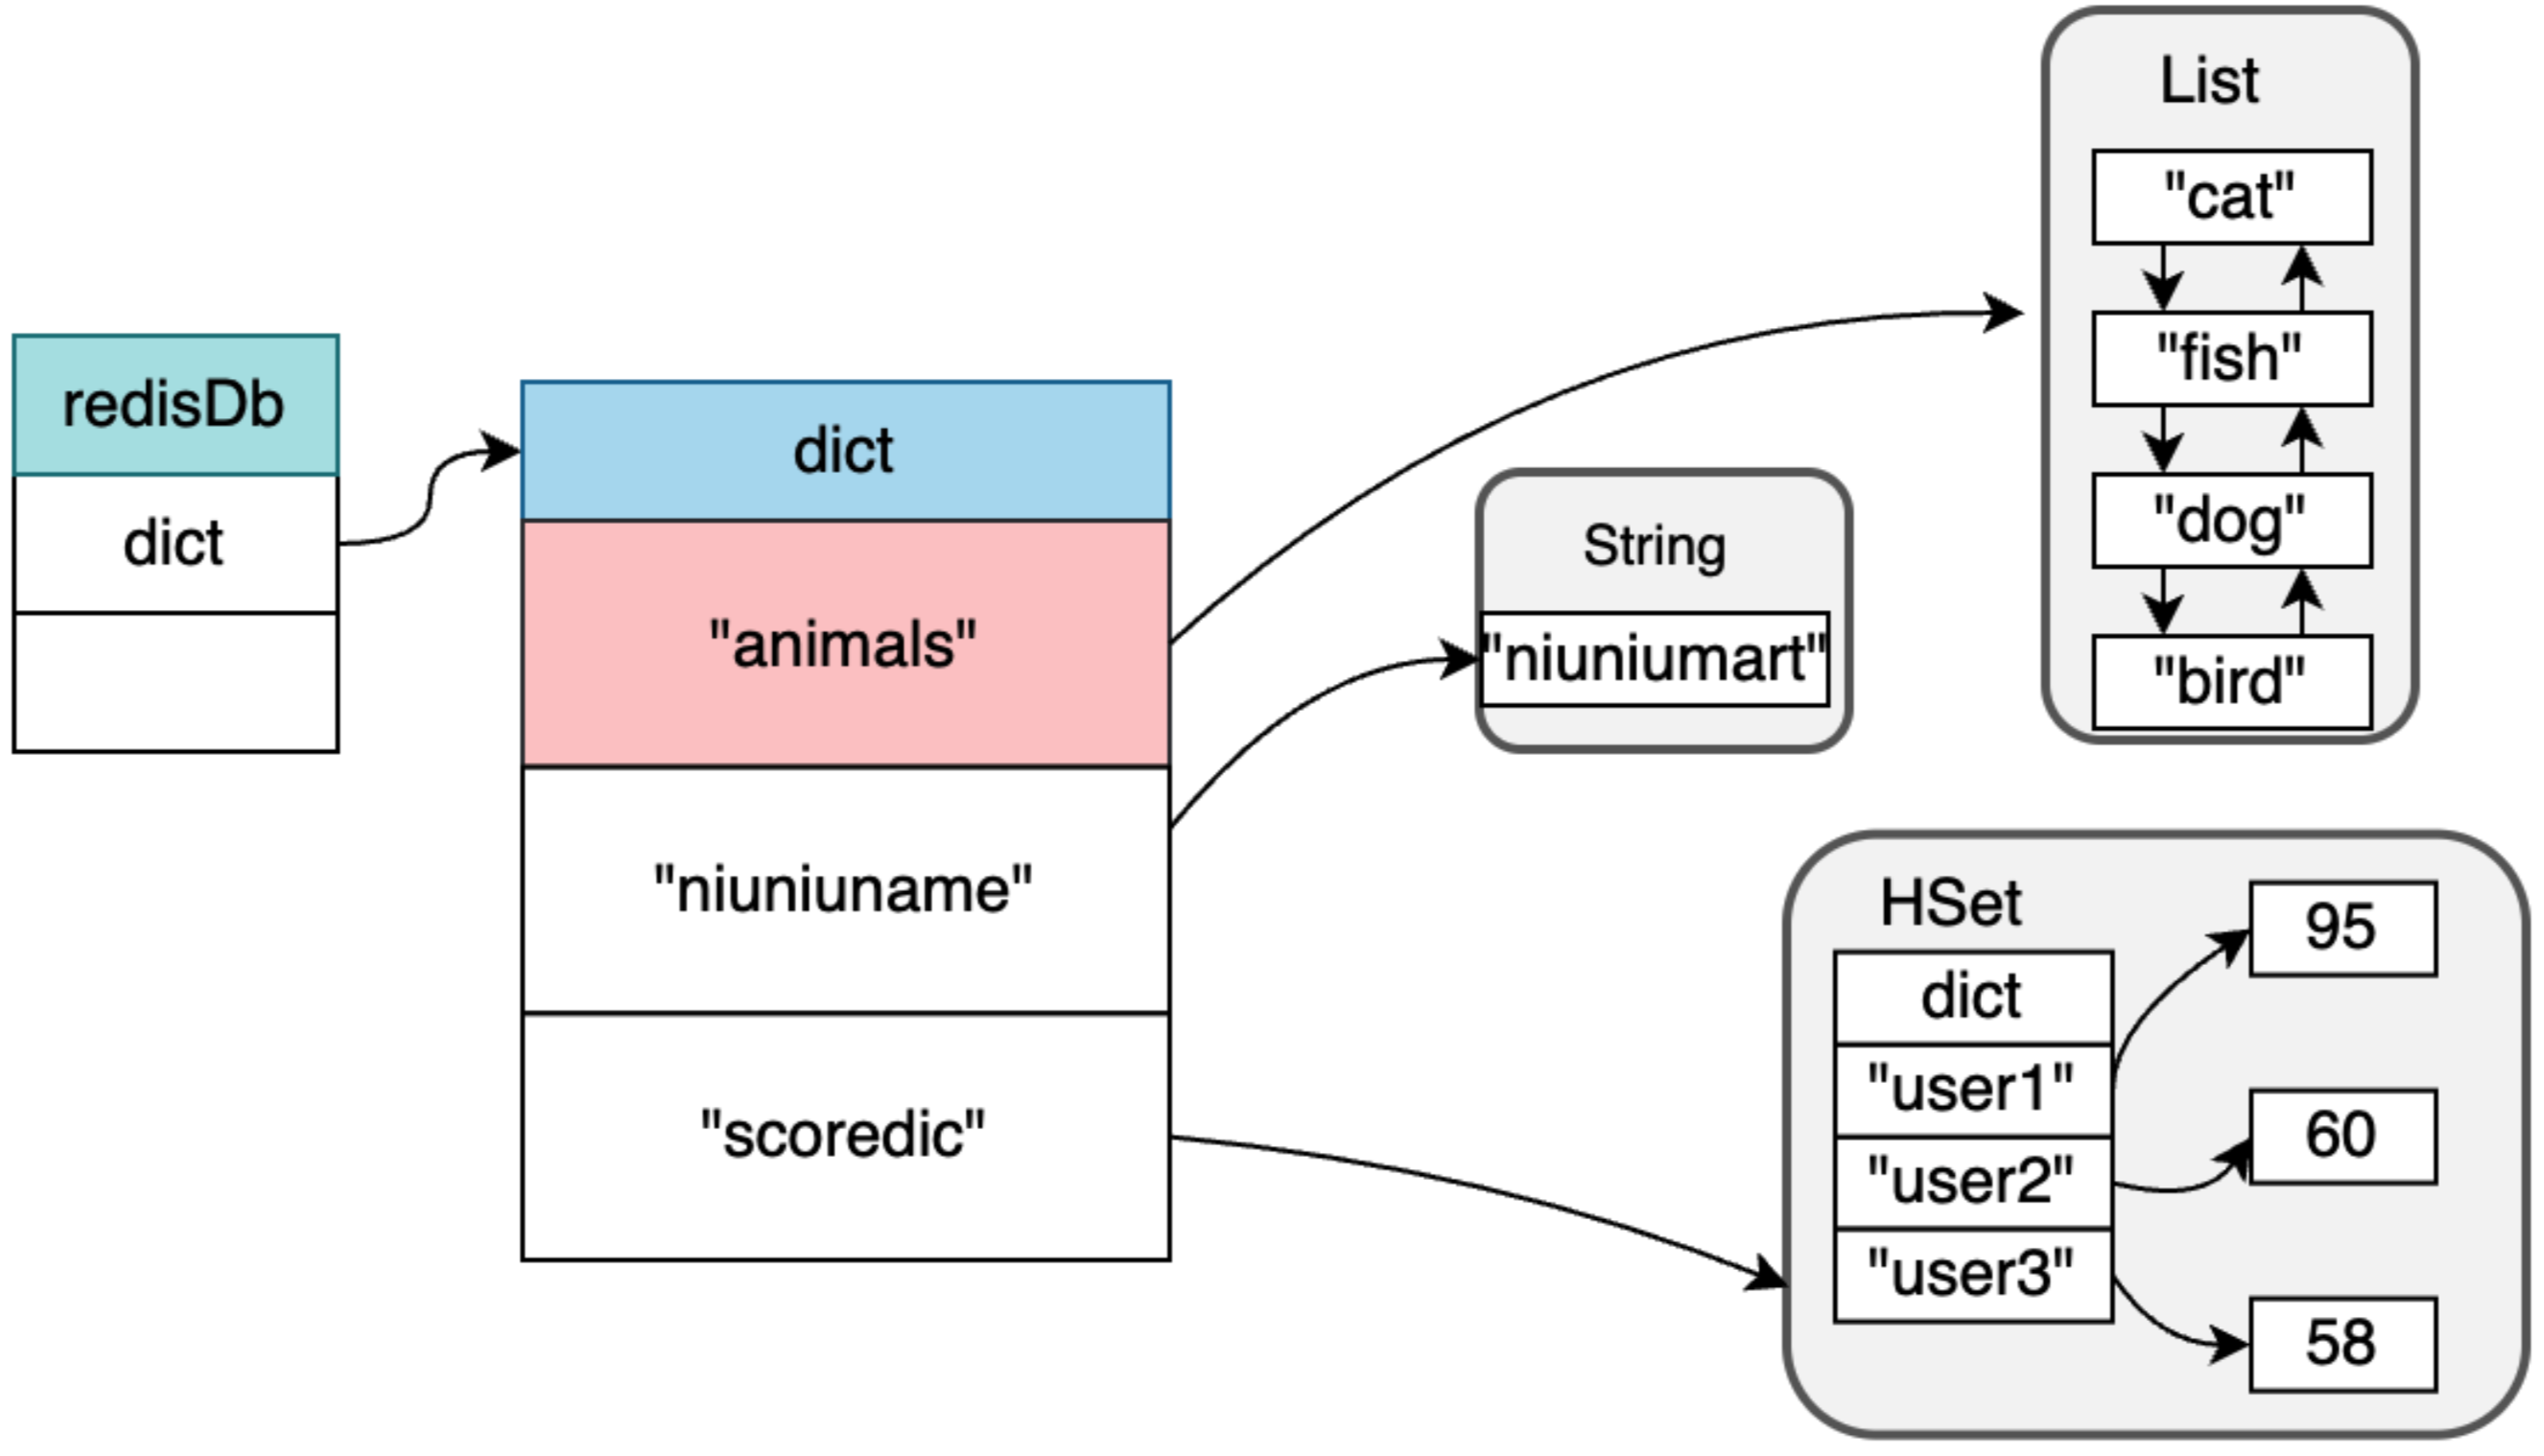 redisDb
dict
dict
"animals"
"niuniuname"
"scoredic"
String
"niuniumart"
List
"cat"
"fish"
"dog"
"bird"
HSet
dict
"user1"
"user2"
"user3"
95
60
58